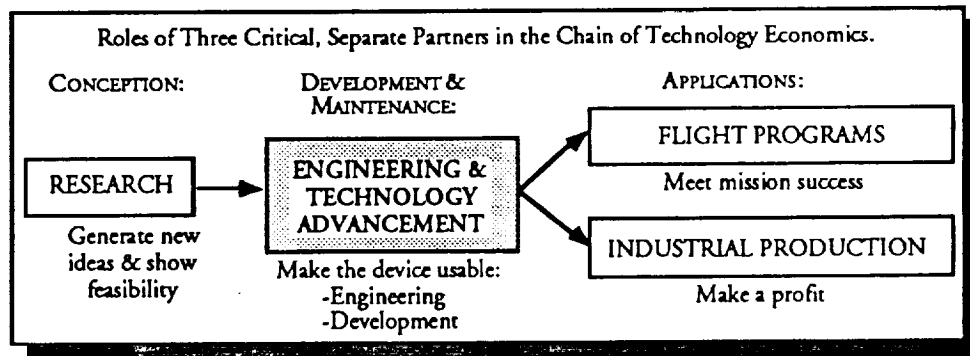 Roles of Three Critical, Separate Partners in the Chain of Technology Economics.
CONCEPTION:
DEVELOPMENT &
MAINTENANCE:
APPLICATIONS:
RESEARCH
Generate new
ideas & show
feasibility
ENGINEERING &
TECHNOLOGY
ADVANCEMENT
Make the device usable:
-Engineering
-Development
FLIGHT PROGRAMS
Meet mission success
INDUSTRIAL PRODUCTION
Make a profit